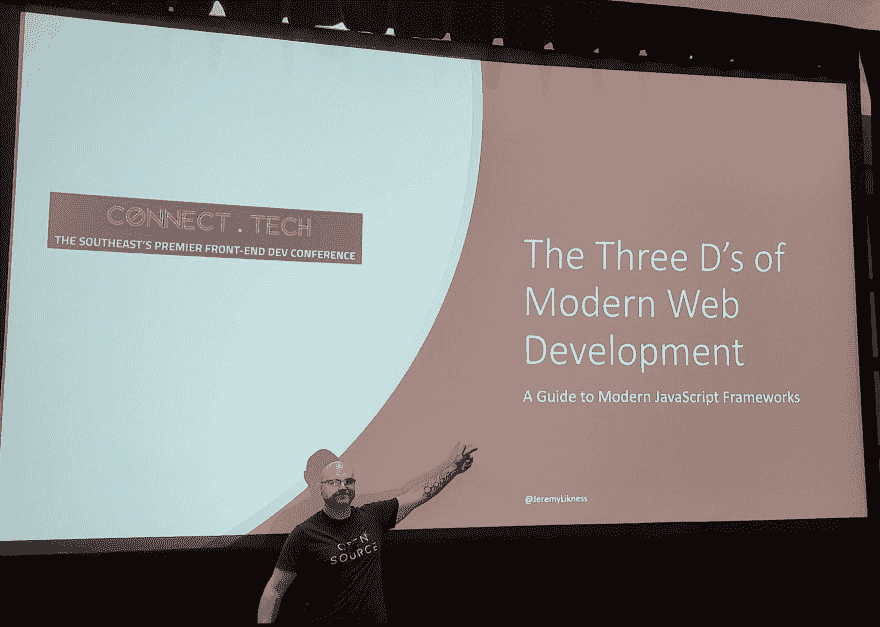 CONNECT . TECH
THE SOUTHEAST'S PREMIER FRONT-END DEV CONFERENCE
The Three D's of
Modern Web
Development
A Guide to Modern JavaScript Frameworks
@JeremyLikness
OPEN
SOURCE